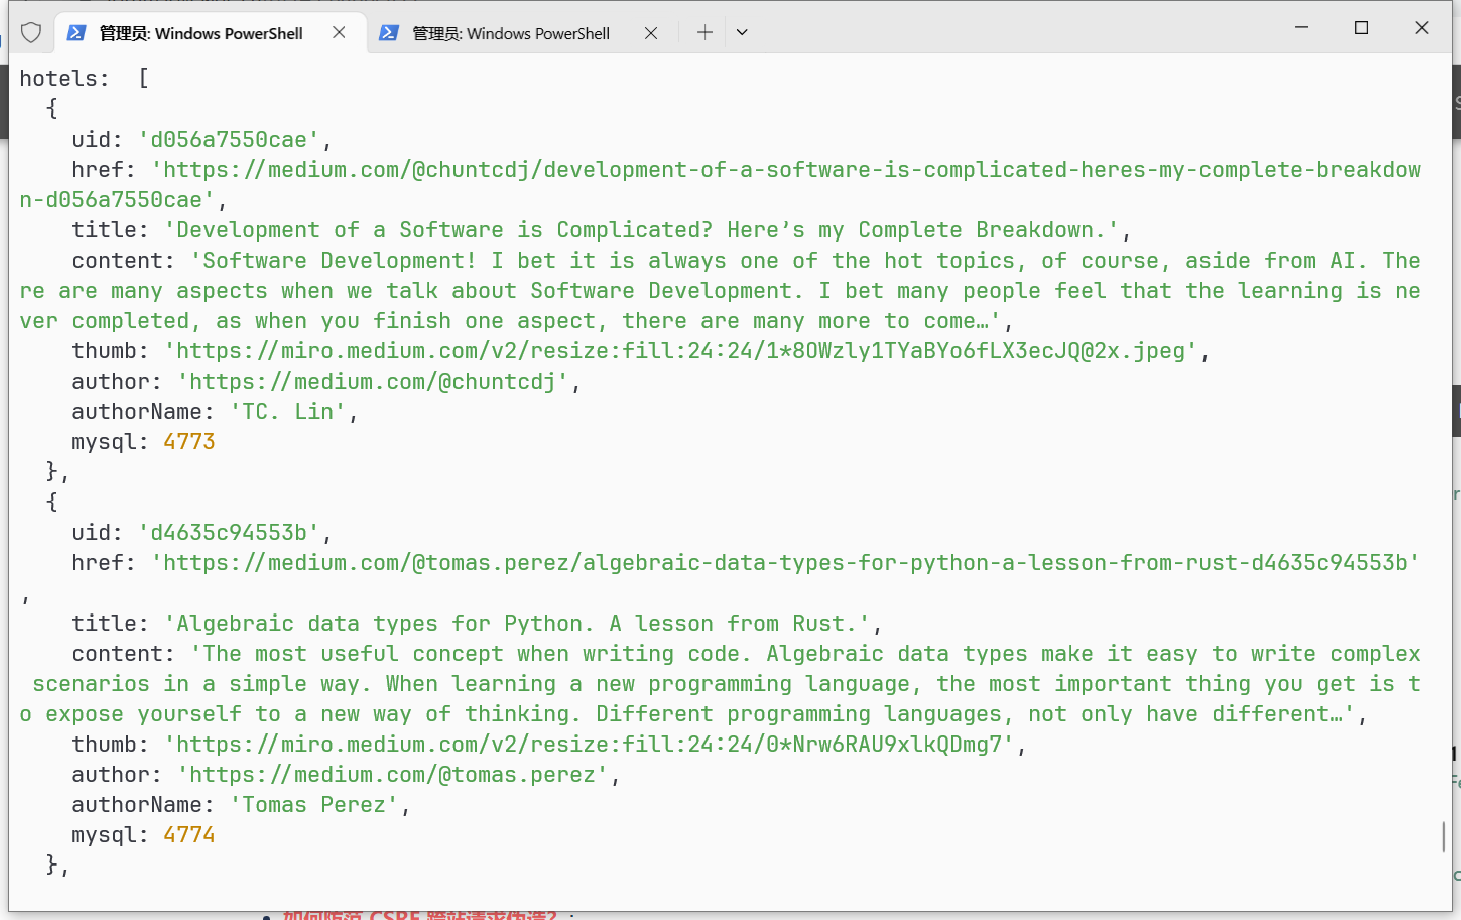 管理员: Windows PowerShell
管理员: Windows PowerShell
hotels:  [
  {
    uid: 'd056a7550cae',
    href: 'https://medium.com/@chuntcdj/development-of-a-software-is-complicated-heres-my-complete-breakdow
n-d056a7550cae',
    title: 'Development of a Software is Complicated? Here’s my Complete Breakdown.',
    content: 'Software Development! I bet it is always one of the hot topics, of course, aside from AI. The
re are many aspects when we talk about Software Development. I bet many people feel that the learning is ne
ver completed, as when you finish one aspect, there are many more to come…',
    thumb: 'https://miro.medium.com/v2/resize:fill:24:24/1*8OWzly1TYaBYo6fLX3ecJQ@2x.jpeg',
    author: 'https://medium.com/@chuntcdj',
    authorName: 'TC. Lin',
    mysql: 4773
  },
  {
    uid: 'd4635c94553b',
    href: 'https://medium.com/@tomas.perez/algebraic-data-types-for-python-a-lesson-from-rust-d4635c94553b'
,
    title: 'Algebraic data types for Python. A lesson from Rust.',
    content: 'The most useful concept when writing code. Algebraic data types make it easy to write complex
 scenarios in a simple way. When learning a new programming language, the most important thing you get is t
o expose yourself to a new way of thinking. Different programming languages, not only have different…',
    thumb: 'https://miro.medium.com/v2/resize:fill:24:24/0*Nrw6RAU9xlkQDmg7',
    author: 'https://medium.com/@tomas.perez',
    authorName: 'Tomas Perez',
    mysql: 4774
  },
如何防范 CSRF 跨站请求伪造?